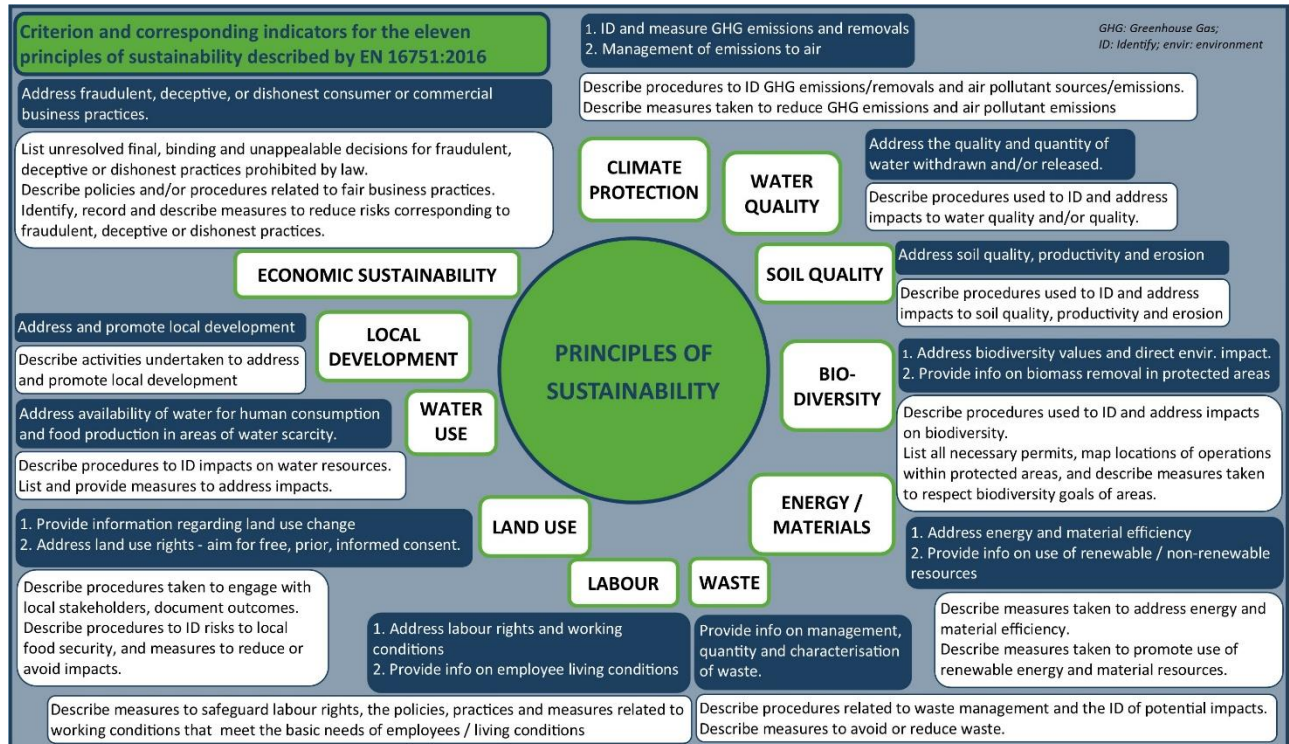 Criterion and corresponding indicators for the eleven
principles of sustainability described by EN 16751:2016
GHG: Greenhouse Gas;
ID: Identify; envir: environment
1. ID and measure GHG emissions and removals
2. Management of emissions to air
Describe procedures to ID GHG emissions/removals and air pollutant sources/emissions.
Describe measures taken to reduce GHG emissions and air pollutant emissions
CLIMATE
PROTECTION
Address the quality and quantity of
water withdrawn and/or released.
WATER
QUALITY
Describe procedures used to ID and address
impacts to water quality and/or quality.
SOIL QUALITY
Address soil quality, productivity and erosion
Describe procedures used to ID and address
impacts to soil quality, productivity and erosion
BIO-
DIVERSITY
1. Address biodiversity values and direct envir. impact.
2. Provide info on biomass removal in protected areas
Describe procedures used to ID and address impacts
on biodiversity.
List all necessary permits, map locations of operations
within protected areas, and describe measures taken
to respect biodiversity goals of areas.
ENERGY /
MATERIALS
1. Address energy and material efficiency
2. Provide info on use of renewable / non-renewable
resources
Describe measures taken to address energy and
material efficiency.
Describe measures taken to promote use of
renewable energy and material resources.
WASTE
Provide info on management,
quantity and characterisation
of waste.
Describe procedures related to waste management and the ID of potential impacts.
Describe measures to avoid or reduce waste.
LABOUR
1. Address labour rights and working
conditions
2. Provide info on employee living conditions
Describe measures to safeguard labour rights, the policies, practices and measures related to
working conditions that meet the basic needs of employees / living conditions
LAND USE
1. Provide information regarding land use change
2. Address land use rights - aim for free, prior, informed consent.
Describe procedures taken to engage with
local stakeholders, document outcomes.
Describe procedures to ID risks to local
food security, and measures to reduce or
avoid impacts.
WATER
USE
Address availability of water for human consumption
and food production in areas of water scarcity.
Describe procedures to ID impacts on water resources.
List and provide measures to address impacts.
LOCAL
DEVELOPMENT
Address and promote local development
Describe activities undertaken to address
and promote local development
ECONOMIC SUSTAINABILITY
Address fraudulent, deceptive, or dishonest consumer or commercial
business practices.
List unresolved final, binding and unappealable decisions for fraudulent,
deceptive or dishonest practices prohibited by law.
Describe policies and/or procedures related to fair business practices.
Identify, record and describe measures to reduce risks corresponding to
fraudulent, deceptive or dishonest practices.
PRINCIPLES OF
SUSTAINABILITY